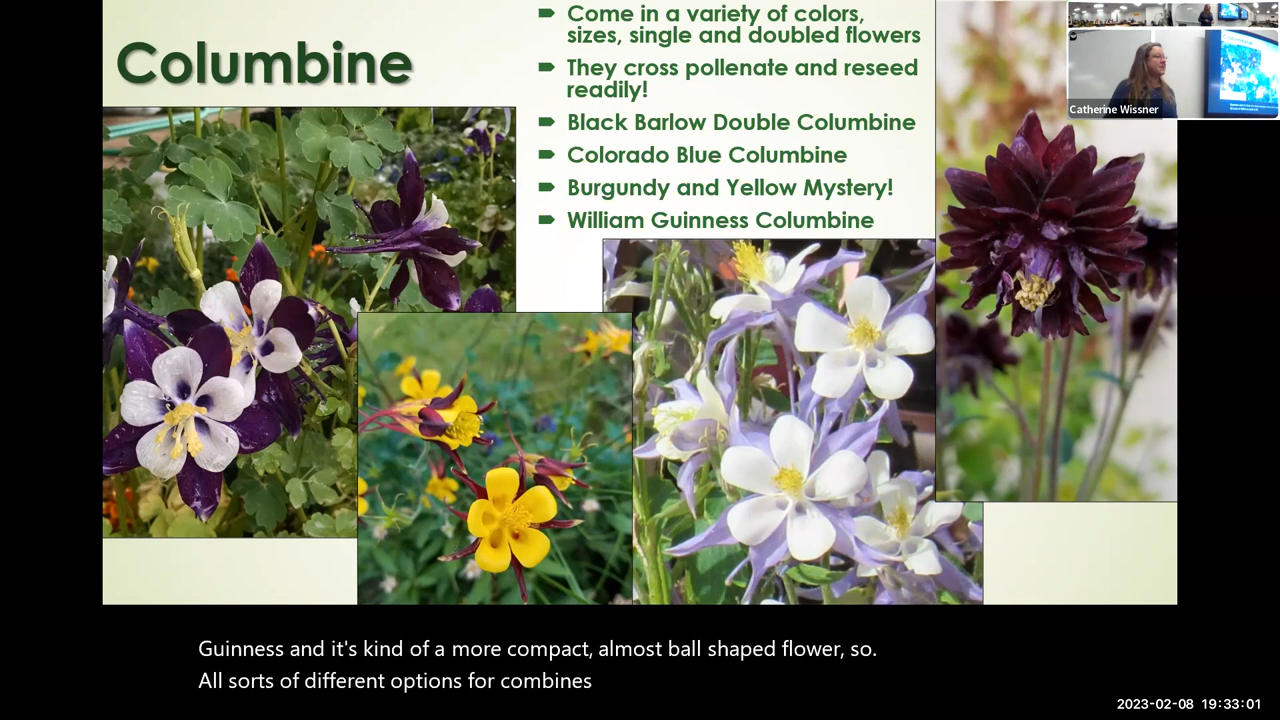 Columbine
Come in a variety of colors,
sizes, single and doubled flowers
They cross pollenate and reseed
readily!
Black Barlow Double Columbine
Colorado Blue Columbine
Burgundy and Yellow Mystery!
William Guinness Columbine
Catherine Wissner
Guinness and it's kind of a more compact, almost ball shaped flower, so.
All sorts of different options for combines
2023-02-08 19:33:01